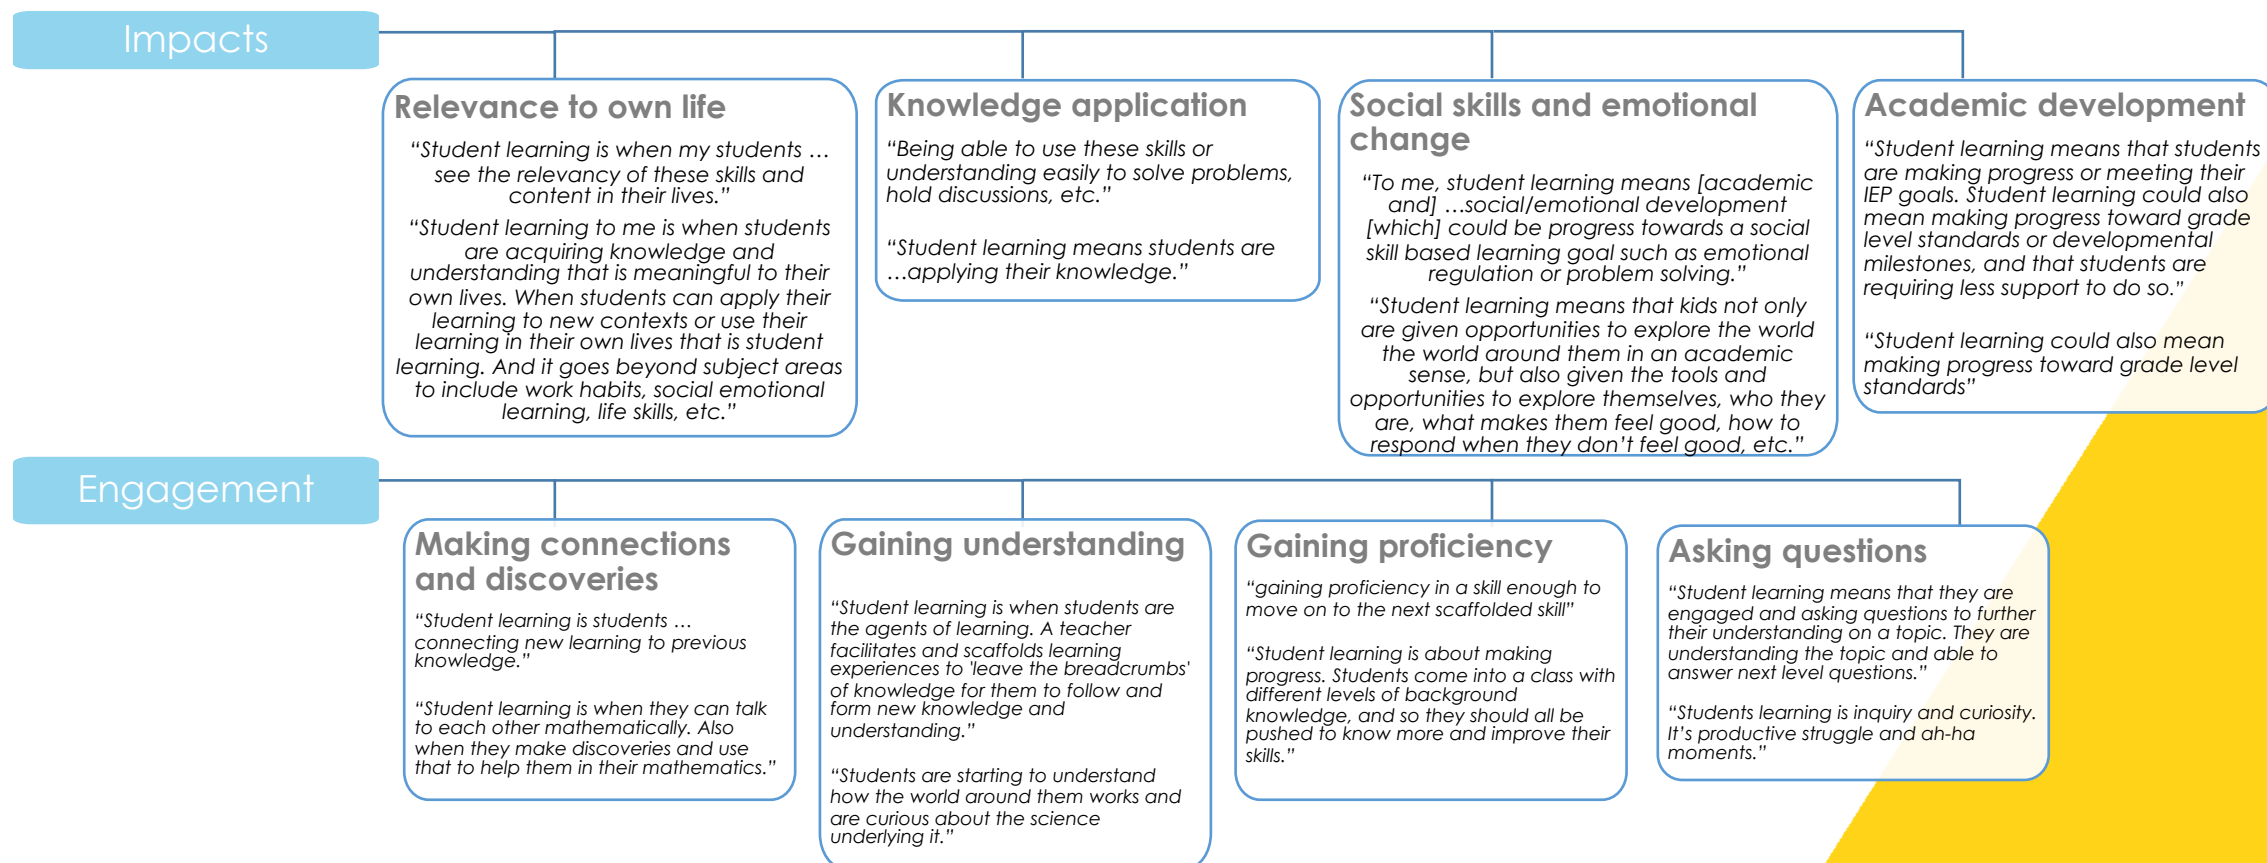 Impacts
Relevance to own life
“Student learning is when my students …
see the relevancy of these skills and
content in their lives.”
“Student learning to me is when students
are acquiring knowledge and
understanding that is meaningful to their
own lives. When students can apply their
learning to new contexts or use their
learning in their own lives that is student
learning. And it goes beyond subject areas
to include work habits, social emotional
learning, life skills, etc.”
Knowledge application
“Being able to use these skills or
understanding easily to solve problems,
hold discussions, etc.”
“Student learning means students are
…applying their knowledge.”
Social skills and emotional
change
“To me, student learning means [academic
and] …social/emotional development
[which] could be progress towards a social
skill based learning goal such as emotional
regulation or problem solving.”
“Student learning means that kids not only
are given opportunities to explore the world
the world around them in an academic
sense, but also given the tools and
opportunities to explore themselves, who they
are, what makes them feel good, how to
respond when they don’t feel good, etc.”
Academic development
“Student learning means that students
are making progress or meeting their
IEP goals. Student learning could also
mean making progress toward grade
level standards or developmental
milestones, and that students are
requiring less support to do so.”
“Student learning could also mean
making progress toward grade level
standards”
Engagement
Making connections
and discoveries
“Student learning is students …
connecting new learning to previous
knowledge.”
“Student learning is when they can talk
to each other mathematically. Also
when they make discoveries and use
that to help them in their mathematics.”
Gaining understanding
“Student learning is when students are
the agents of learning. A teacher
facilitates and scaffolds learning
experiences to 'leave the breadcrumbs'
of knowledge for them to follow and
form new knowledge and
understanding.”
“Students are starting to understand
how the world around them works and
are curious about the science
underlying it.”
Gaining proficiency
“gaining proficiency in a skill enough to
move on to the next scaffolded skill”
“Student learning is about making
progress. Students come into a class with
different levels of background
knowledge, and so they should all be
pushed to know more and improve their
skills.”
Asking questions
“Student learning means that they are
engaged and asking questions to further
their understanding on a topic. They are
understanding the topic and able to
answer next level questions.”
“Students learning is inquiry and curiosity.
It’s productive struggle and ah-ha
moments.”